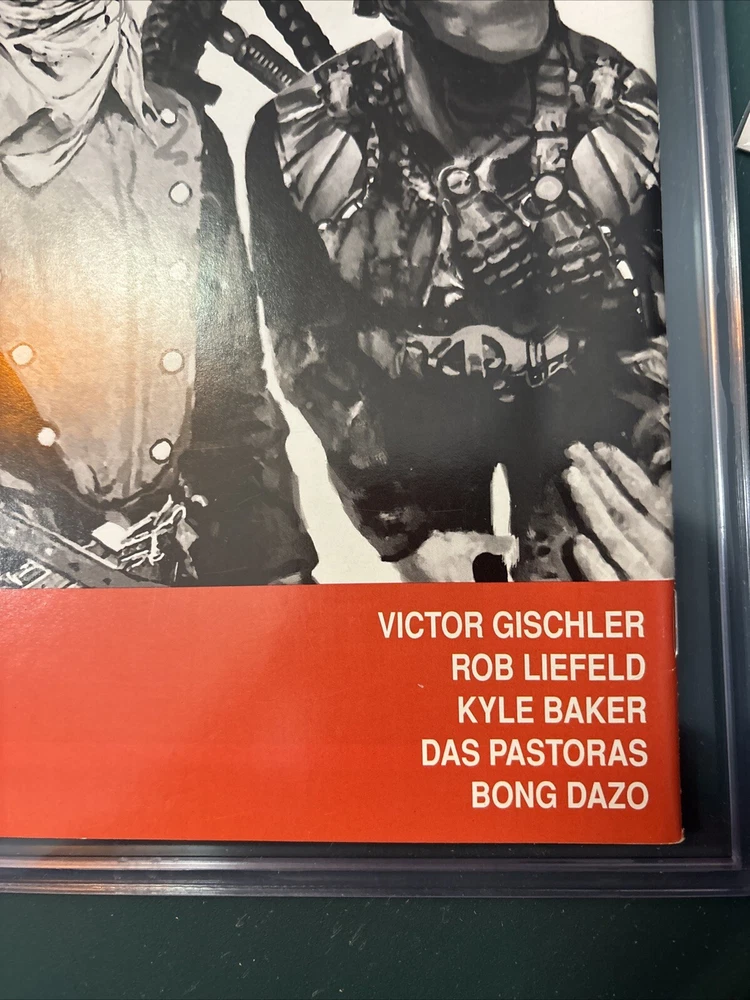 VICTOR GISCHLER
ROB LIEFELD
KYLE BAKER
DAS PASTORAS
BONG DAZO